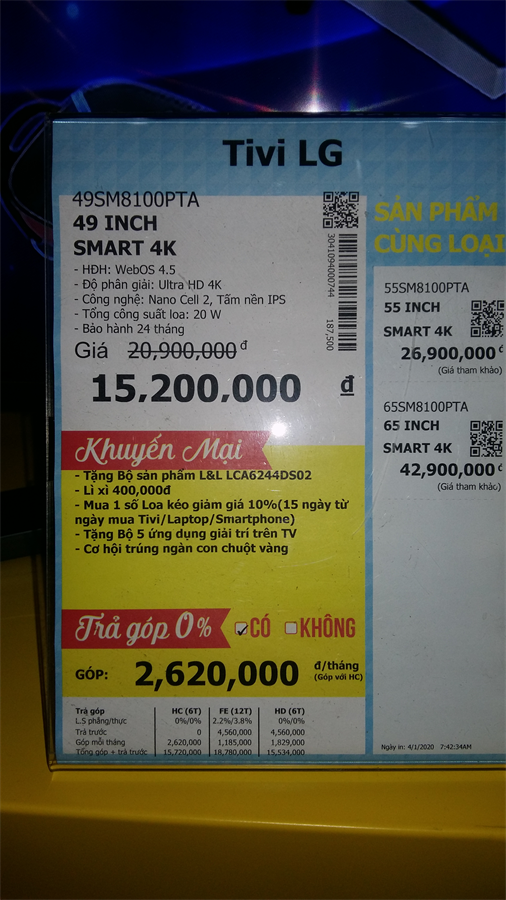 Tivi LG
49SM8100PTA
49 INCH
SMART 4K
- HĐH: WebOS 4.5
- Độ phân giải: Ultra HD 4K
- Công nghệ: Nano Cell 2, Tấm nền IPS
- Tổng công suất loa: 20 W
- Bảo hành 24 tháng
3041094000744
187,500
Giá 20,900,000 đ
15,200,000 đ
Khuyến Mại
- Tặng Bộ sản phẩm L&L LCA6244DS02
- Lì xì 400,000đ
- Mua 1 số Loa kéo giảm giá 10%(15 ngày từ
ngày mua Tivi/Laptop/Smartphone)
- Tặng Bộ 5 ứng dụng giải trí trên TV
- Cơ hội trúng ngàn con chuột vàng
Trả góp 0% CÓ KHÔNG
GÓP: 2,620,000 đ/tháng
(Góp với HC)
Trả góp HC (6T) FE (12T) HD (6T)
L.S phẳng/thực 0%/0% 2.2%/3.8% 0%/0%
Trả trước 0 4,560,000 4,560,000
Góp mỗi tháng 2,620,000 1,185,000 1,829,000
Tổng góp + trả trước 15,720,000 18,780,000 15,534,000
SẢN PHẨM
CÙNG LOẠI
55SM8100PTA
55 INCH
SMART 4K
26,900,000 đ
(Giá tham khảo)
65SM8100PTA
65 INCH
SMART 4K
42,900,000 đ
(Giá tham khảo)
Ngày in: 4/1/2020 7:42:34AM